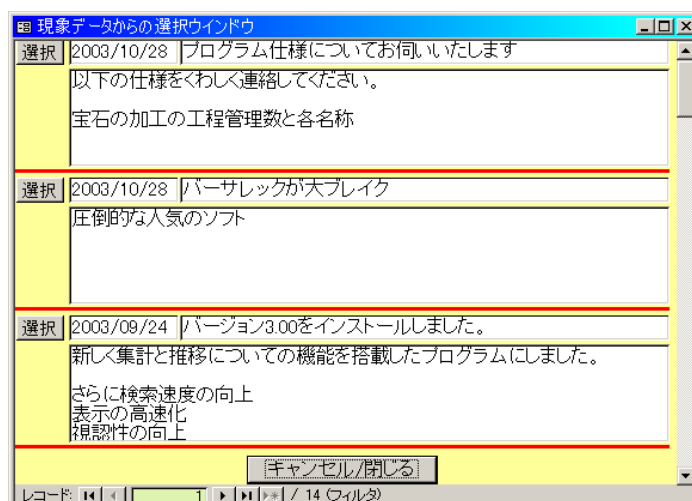 現象データからの選択ウインドウ
選択 2003/10/28 プログラム仕様についてお伺いいたします
以下の仕様をくわしく連絡してください。
宝石の加工の工程管理数と各名称
選択 2003/10/28 バーサレックが大ブレイク
圧倒的な人気のソフト
選択 2003/09/24 バージョン3.00をインストールしました。
新しく集計と推移についての機能を搭載したプログラムにしました。
さらに検索速度の向上
表示の高速化
視認性の向上
キャンセル/閉じる
レコード: 1 / 14 (フィルタ)